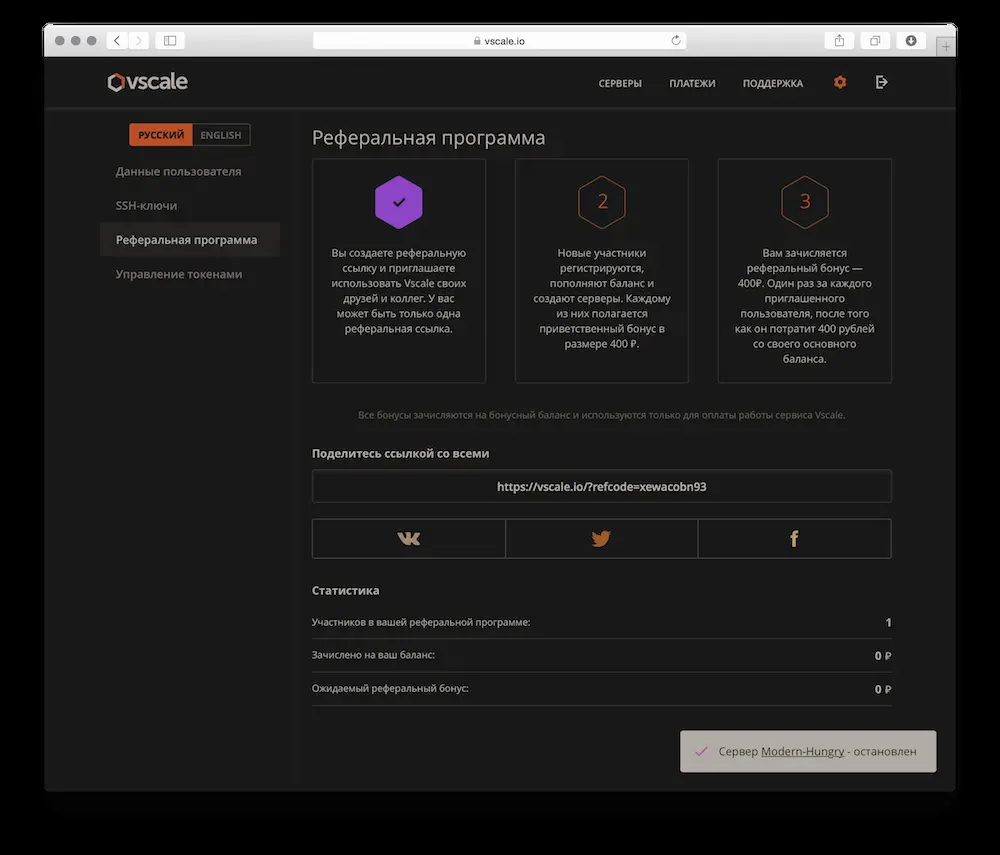 vscale.io
vscale
СЕРВЕРЫ ПЛАТЕЖИ ПОДДЕРЖКА
РУССКИЙ ENGLISH
Данные пользователя
SSH-ключи
Реферальная программа
Управление токенами
Реферальная программа
Вы создаете реферальную
ссылку и приглашаете
использовать Vscale своих
друзей и коллег. У вас
может быть только одна
реферальная ссылка.
2
Новые участники
регистрируются,
пополняют баланс и
создают серверы. Каждому
из них полагается
приветственный бонус в
размере 400 ₽.
3
Вам зачисляется
реферальный бонус —
400₽. Один раз за каждого
приглашенного
пользователя, после того
как он потратит 400 рублей
со своего основного
баланса.
Все бонусы зачисляются на бонусный баланс и используются только для оплаты работы сервиса Vscale.
Поделитесь ссылкой со всеми
https://vscale.io/?refcode=xewacobn93
Статистика
Участников в вашей реферальной программе: 1
Зачислено на ваш баланс: 0 ₽
Ожидаемый реферальный бонус: 0 ₽
Сервер Modern-Hungry - остановлен